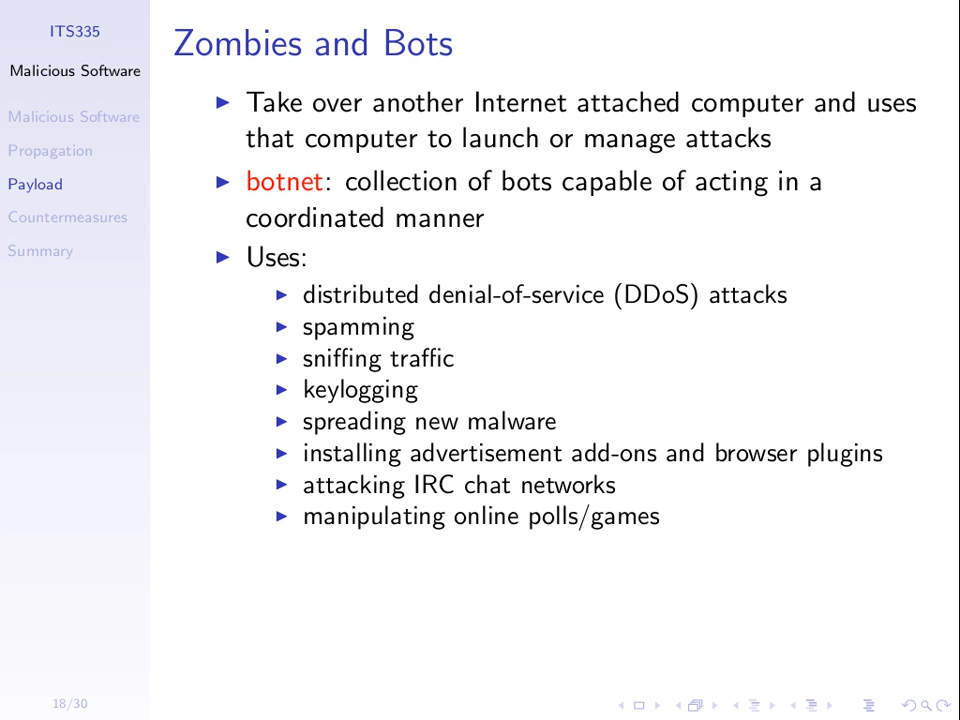 ITS335
Malicious Software
Malicious Software
Propagation
Payload
Countermeasures
Summary
Zombies and Bots
Take over another Internet attached computer and uses
that computer to launch or manage attacks
botnet: collection of bots capable of acting in a
coordinated manner
Uses:
distributed denial-of-service (DDoS) attacks
spamming
sniffing traffic
keylogging
spreading new malware
installing advertisement add-ons and browser plugins
attacking IRC chat networks
manipulating online polls/games
18/30